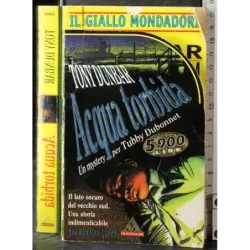 IL GIALLO MONDADORI
R
TONY DUNBAR
Acqua torbida
Un mystery ... per Tubby Dubonnet
5.900
LIRE
Il lato oscuro
del vecchio sud.
Una storia
indimenticabile
MONDADORI
TONY DUNBAR
Acqua torbida